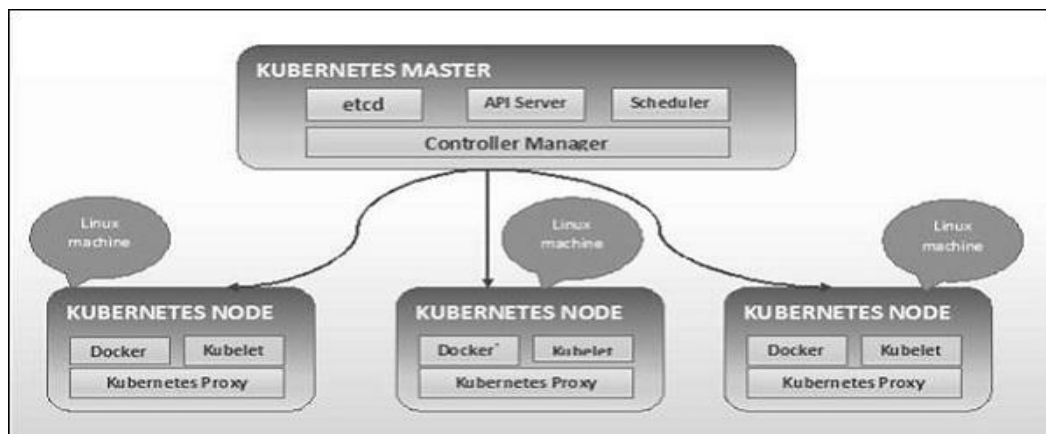 KUBERNETES MASTER
etcd
API Server
Scheduler
Controller Manager
Linux
machine
Linux
machine
Linux
machine
KUBERNETES NODE
Docker
Kubelet
Kubernetes Proxy
KUBERNETES NODE
Docker
Kubelet
Kubernetes Proxy
KUBERNETES NODE
Docker
Kubelet
Kubernetes Proxy